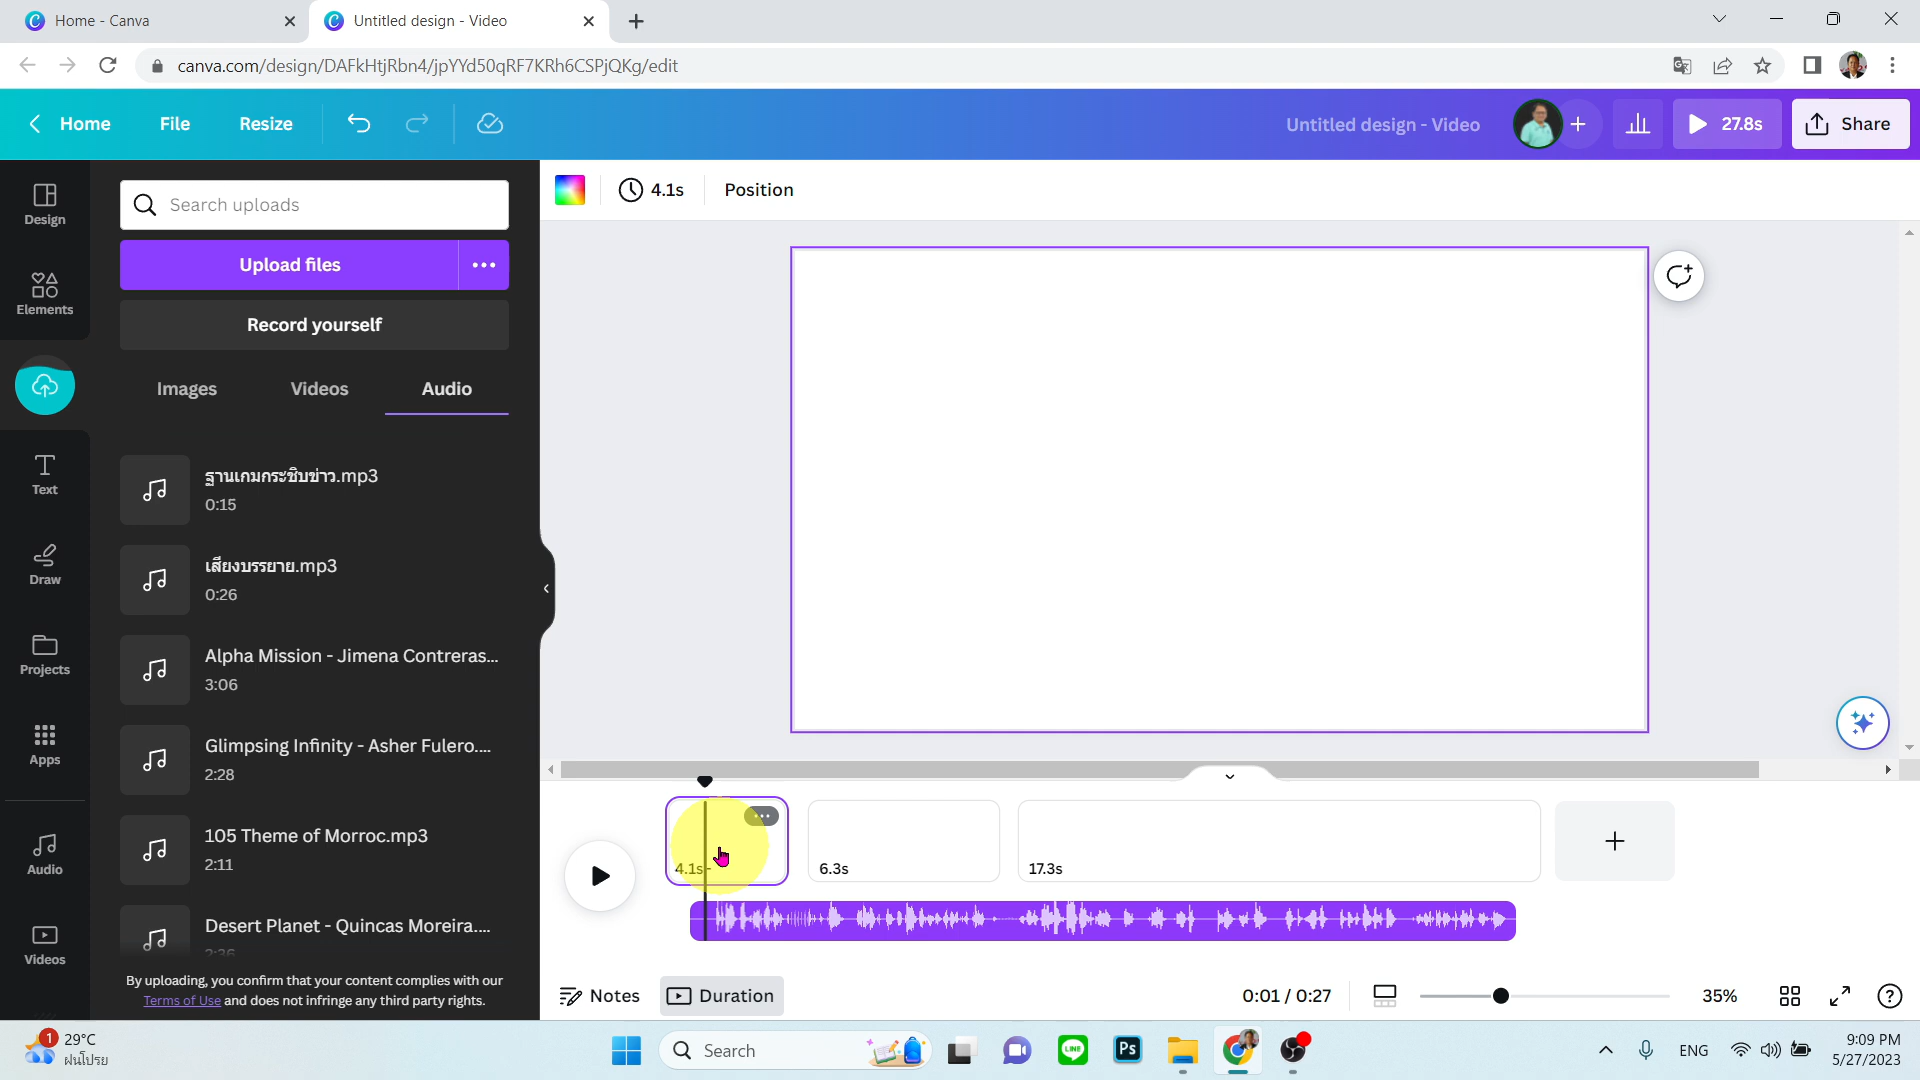 Home - Canva
Untitled design - Video
canva.com/design/DAFkHtjRbn4/jpYYd50qRF7KRh6CSPjQKg/edit
Home
File
Resize
Untitled design - Video
27.8s
Share
Design
Search uploads
4.1s
Position
Upload files
Elements
Record yourself
Images
Videos
Audio
ฐานเกมกระซิบข่าว.mp3
0:15
Text
เสียงบรรยาย.mp3
0:26
Draw
Alpha Mission - Jimena Contreras...
3:06
Projects
Glimpsing Infinity - Asher Fulero....
2:28
Apps
105 Theme of Morroc.mp3
2:11
Audio
4.1s
6.3s
17.3s
Desert Planet - Quincas Moreira....
2:36
Videos
By uploading, you confirm that your content complies with our
Terms of Use and does not infringe any third party rights.
Notes
Duration
0:01 / 0:27
35%
1
29°C
ฝนโปรย
Search
LINE
Ps
ENG
9:09 PM
5/27/2023